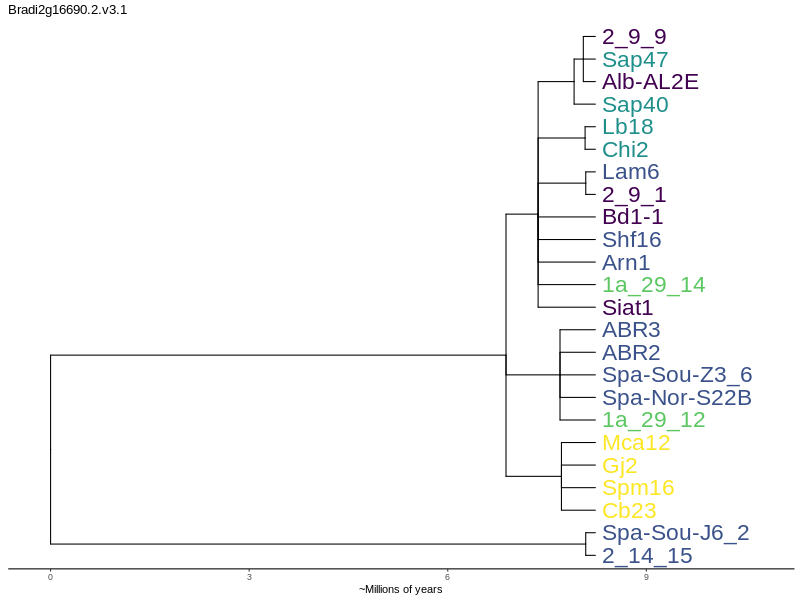 Bradi2g16690.2.v3.1
2_9_9
Sap47
Alb-AL2E
Sap40
Lb18
Chi2
Lam6
2_9_1
Bd1-1
Shf16
Arn1
1a_29_14
Siat1
ABR3
ABR2
Spa-Sou-Z3_6
Spa-Nor-S22B
1a_29_12
Mca12
Gj2
Spm16
Cb23
Spa-Sou-J6_2
2_14_15
0 3 6 9
~Millions of years